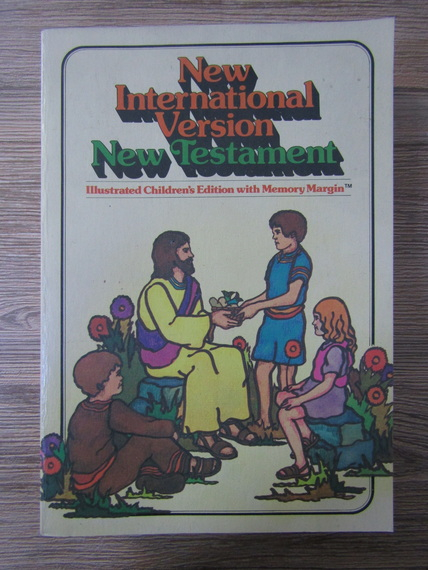 New
International
Version
New Testament
Illustrated Children's Edition with Memory Margin™